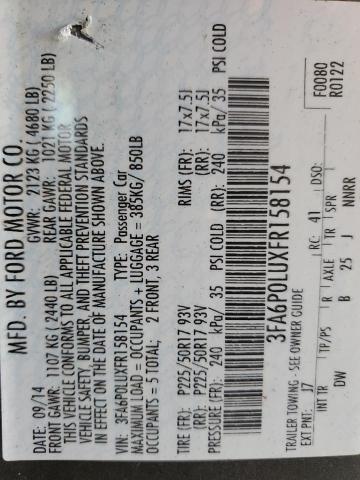 MFD. BY FORD MOTOR CO.
DATE: 09/14 GVWR: 2123 KG ( 4680 LB)
FRONT GAWR: 1107 KG ( 2440 LB) REAR GAWR: 1021 KG ( 2250 LB)
THIS VEHICLE CONFORMS TO ALL APPLICABLE FEDERAL MOTOR
VEHICLE SAFETY, BUMPER, AND THEFT PREVENTION STANDARDS
IN EFFECT ON THE DATE OF MANUFACTURE SHOWN ABOVE.
VIN: 3FA6P0LUXFR158154 TYPE: Passenger Car
MAXIMUM LOAD = OCCUPANTS + LUGGAGE = 385KG/ 850LB
OCCUPANTS = 5 TOTAL: 2 FRONT, 3 REAR
TIRE (FR): P225/50R17 93V RIMS (FR): 17x7.5J
(RR): P225/50R17 93V (RR): 17x7.5J
PRESSURE (FR): 240 kPa/ 35 PSI COLD (RR): 240 kPa/ 35 PSI COLD
3FA6P0LUXFR158154
F0080
R0122
TRAILER TOWING - SEE OWNER GUIDE
EXT PNT: J7 RC: 41 DSO:
INT TR TP/PS R AXLE TR SPR
DW B 25 J NNRR